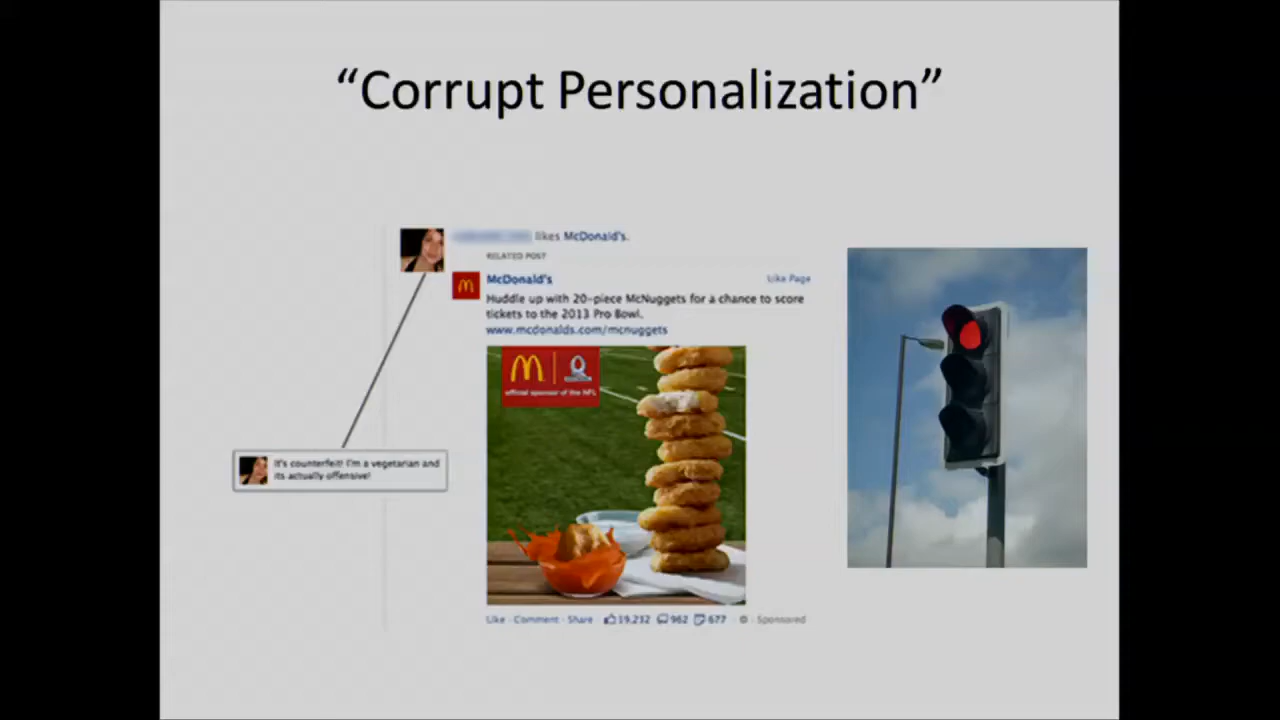 “Corrupt Personalization”
likes McDonald's.
RELATED POST
McDonald's
Like Page
Huddle up with 20-piece McNuggets for a chance to score
tickets to the 2013 Pro Bowl.
www.mcdonalds.com/mcnuggets
official sponsor of the NFL
It's counterfeit! I'm a vegetarian and
its actually offensive!
Like · Comment · Share 19,232 962 677 · Sponsored